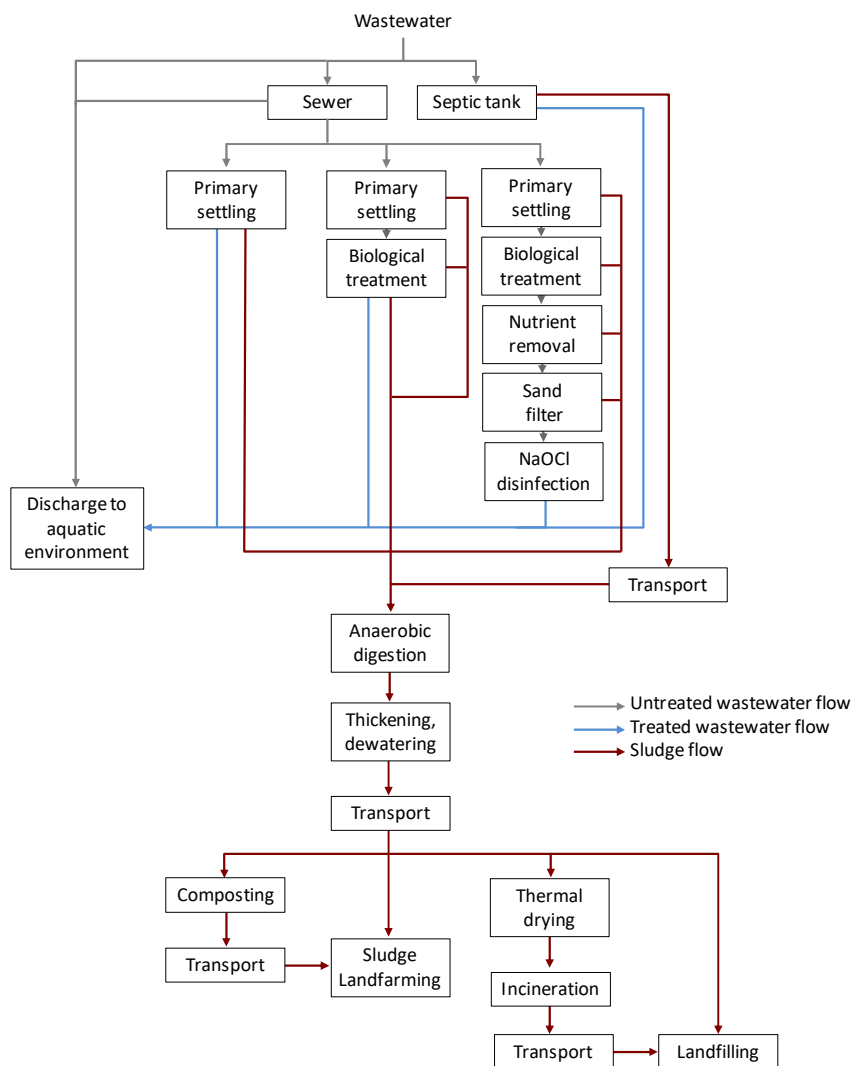 Wastewater
Sewer
Septic tank
Primary
settling
Primary
settling
Primary
settling
Biological
treatment
Biological
treatment
Nutrient
removal
Sand
filter
NaOCl
disinfection
Discharge to
aquatic
environment
Transport
Anaerobic
digestion
Untreated wastewater flow
Treated wastewater flow
Sludge flow
Thickening,
dewatering
Transport
Composting
Thermal
drying
Transport
Sludge
Landfarming
Incineration
Transport
Landfilling